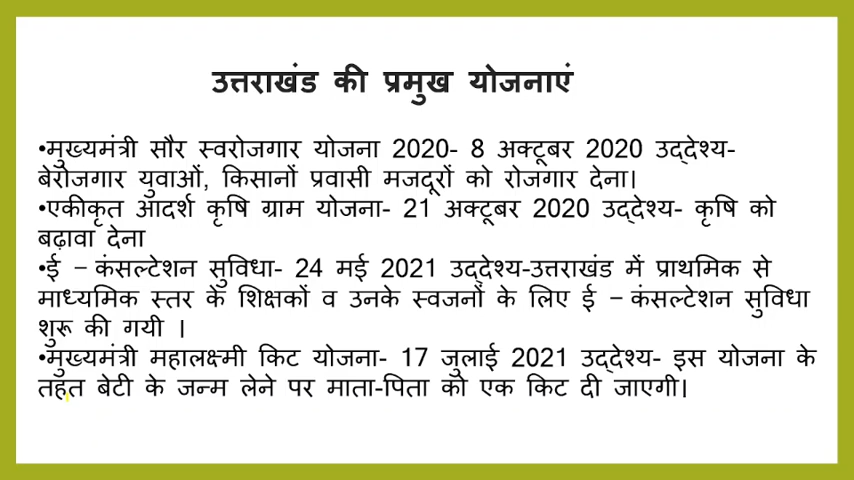 उत्तराखंड की प्रमुख योजनाएं
•मुख्यमंत्री सौर स्वरोजगार योजना 2020- 8 अक्टूबर 2020 उद्देश्य-
बेरोजगार युवाओं, किसानों प्रवासी मजदूरों को रोजगार देना।
•एकीकृत आदर्श कृषि ग्राम योजना- 21 अक्टूबर 2020 उद्देश्य- कृषि को
बढ़ावा देना
•ई – कंसल्टेशन सुविधा- 24 मई 2021 उद्देश्य-उत्तराखंड में प्राथमिक से
माध्यमिक स्तर के शिक्षकों व उनके स्वजनों के लिए ई – कंसल्टेशन सुविधा
शुरू की गयी ।
•मुख्यमंत्री महालक्ष्मी किट योजना- 17 जुलाई 2021 उद्देश्य- इस योजना के
तहत बेटी के जन्म लेने पर माता-पिता को एक किट दी जाएगी।